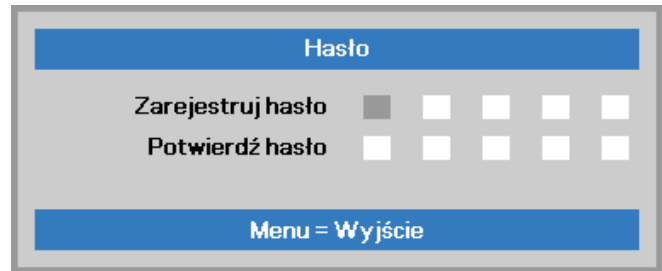 Hasło
Zarejestruj hasło
Potwierdź hasło
Menu = Wyjście